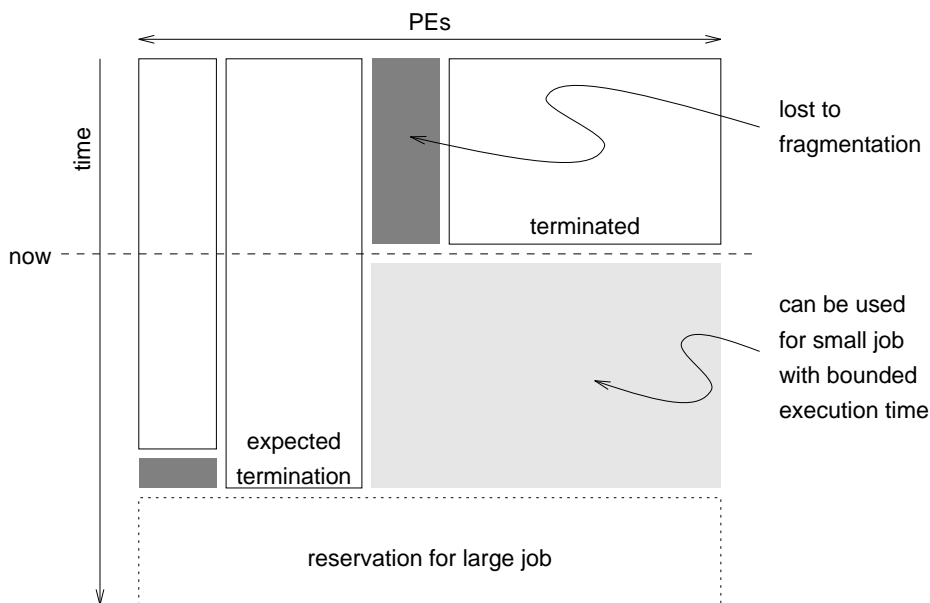 PEs
time
lost to
fragmentation
terminated
now
can be used
for small job
with bounded
execution time
expected
termination
reservation for large job